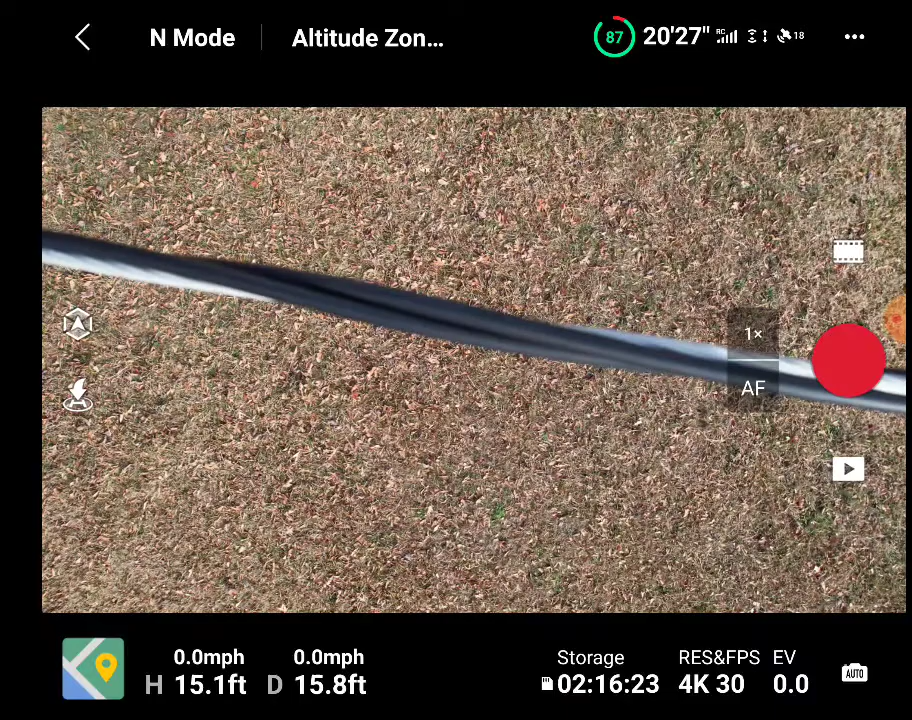 N Mode Altitude Zon... 87 20'27" RC 18
1×
AF
0.0mph 0.0mph Storage RES&FPS EV
H 15.1ft D 15.8ft 02:16:23 4K 30 0.0 AUTO